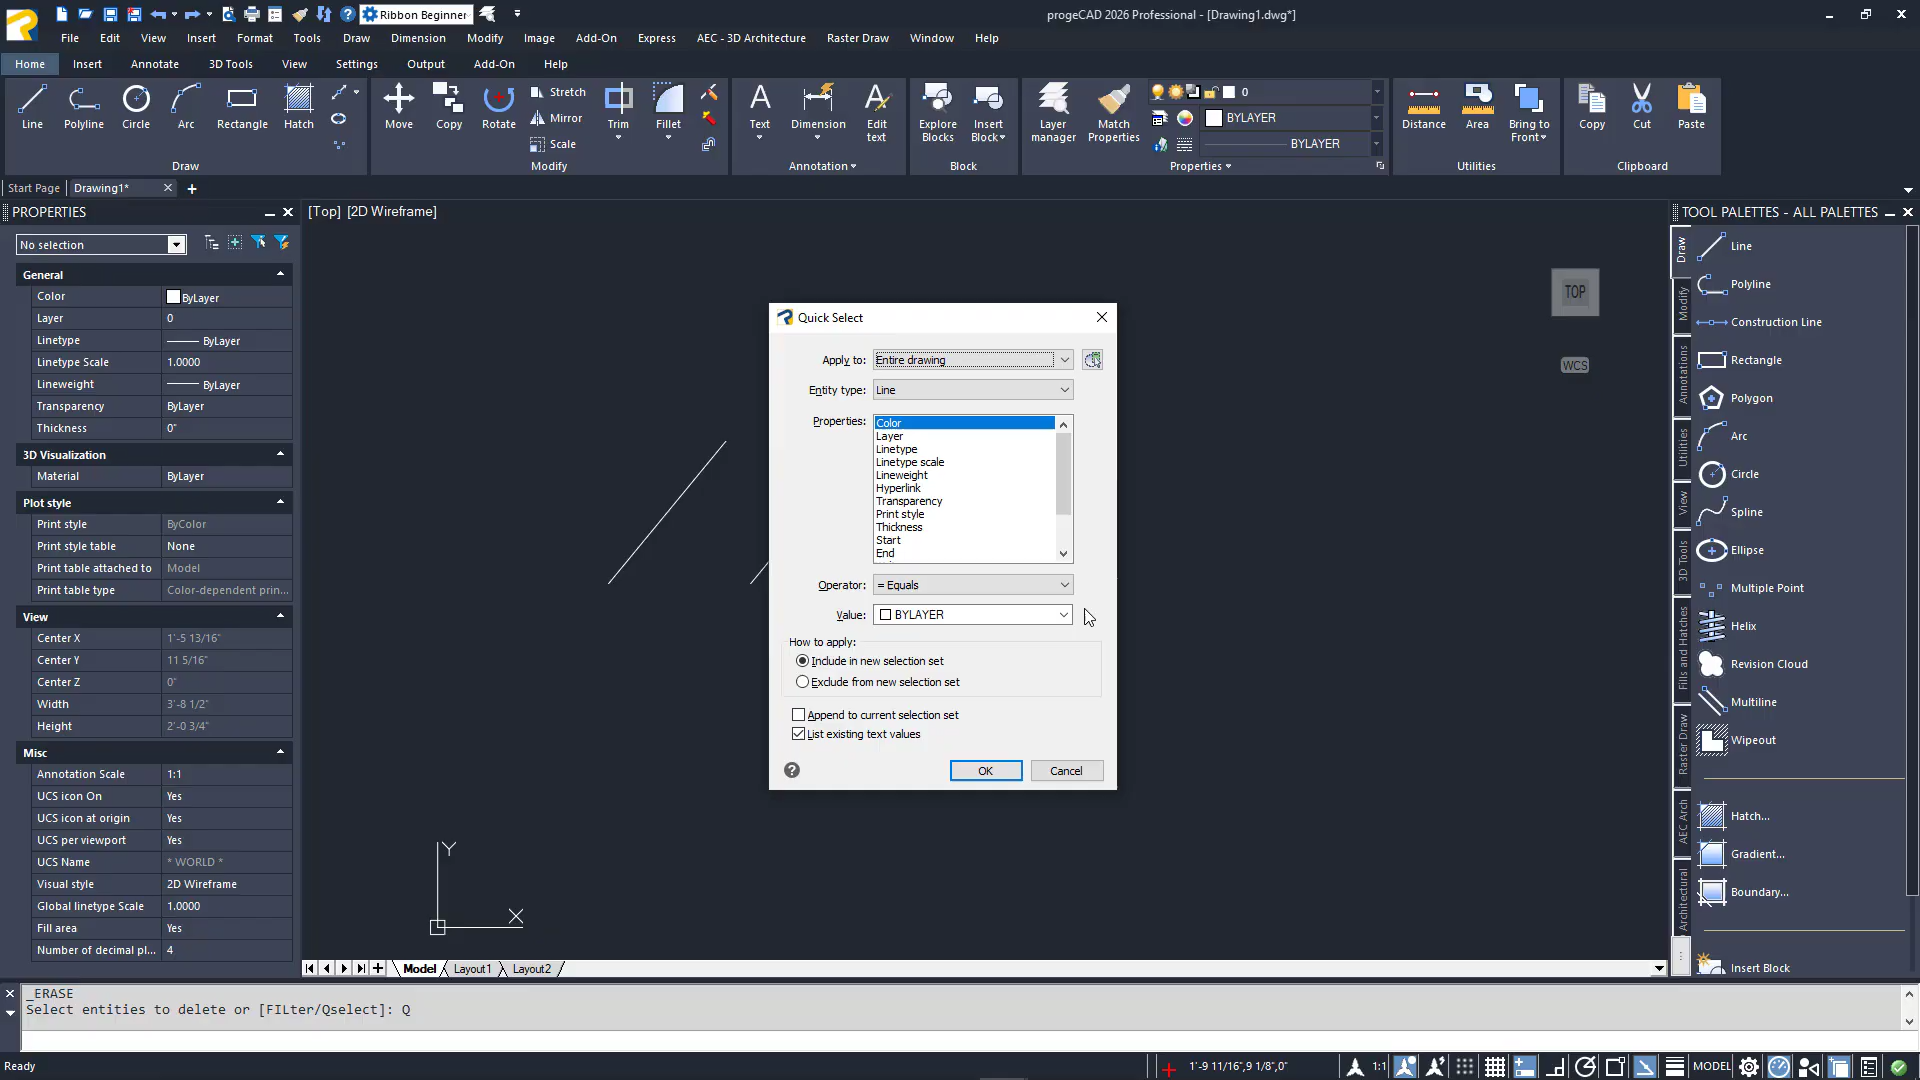 Ribbon Beginner
progeCAD 2026 Professional - [Drawing1.dwg*]
File Edit View Insert Format Tools Draw Dimension Modify Image Add-On Express AEC - 3D Architecture Raster Draw Window Help
Home Insert Annotate 3D Tools View Settings Output Add-On Help
Line Polyline Circle Arc Rectangle Hatch
Draw
Move Copy Rotate Stretch Mirror Scale Trim Fillet
Modify
Text Dimension Edit text
Annotation
Explore Blocks Insert Block
Block
Layer manager Match Properties
0
BYLAYER
BYLAYER
Properties
Distance Area Bring to Front
Utilities
Copy Cut Paste
Clipboard
Start Page Drawing1*
PROPERTIES
No selection
General
Color ByLayer
Layer 0
Linetype ByLayer
Linetype Scale 1.0000
Lineweight ByLayer
Transparency ByLayer
Thickness 0"
3D Visualization
Material ByLayer
Plot style
Print style ByColor
Print style table None
Print table attached to Model
Print table type Color-dependent prin...
View
Center X 1'-5 13/16"
Center Y 11 5/16"
Center Z 0"
Width 3'-8 1/2"
Height 2'-0 3/4"
Misc
Annotation Scale 1:1
UCS icon On Yes
UCS icon at origin Yes
UCS per viewport Yes
UCS Name * WORLD *
Visual style 2D Wireframe
Global linetype Scale 1.0000
Fill area Yes
Number of decimal pl... 4
[Top] [2D Wireframe]
TOP
WCS
Y
X
Quick Select
Apply to: Entire drawing
Entity type: Line
Properties: Color
Layer
Linetype
Linetype scale
Lineweight
Hyperlink
Transparency
Print style
Thickness
Start
End
Operator: = Equals
Value: BYLAYER
How to apply:
Include in new selection set
Exclude from new selection set
Append to current selection set
List existing text values
OK Cancel
TOOL PALETTES - ALL PALETTES
Draw
Modify
Annotations
Utilities
View
3D Tools
Fills and Hatches
Raster Draw
AEC Arch
Architectural
Line
Polyline
Construction Line
Rectangle
Polygon
Arc
Circle
Spline
Ellipse
Multiple Point
Helix
Revision Cloud
Multiline
Wipeout
Hatch...
Gradient...
Boundary...
Insert Block
Model Layout1 Layout2
_ERASE
Select entities to delete or [FILter/Qselect]: Q
Ready
1'-9 11/16",9 1/8",0"
1:1
MODEL